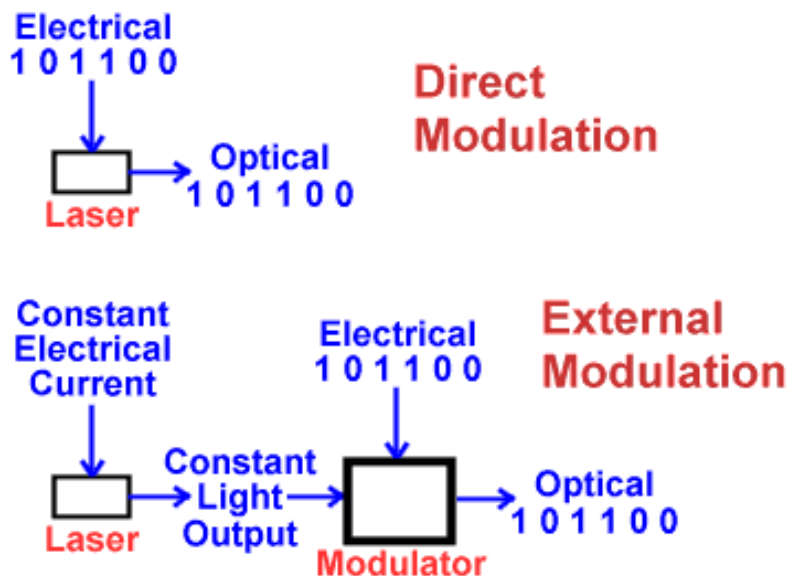 Electrical
1 0 1 1 0 0
Direct
Modulation
Optical
1 0 1 1 0 0
Laser
Constant
Electrical
Current
Electrical
1 0 1 1 0 0
External
Modulation
Constant
Light
Output
Optical
1 0 1 1 0 0
Laser
Modulator